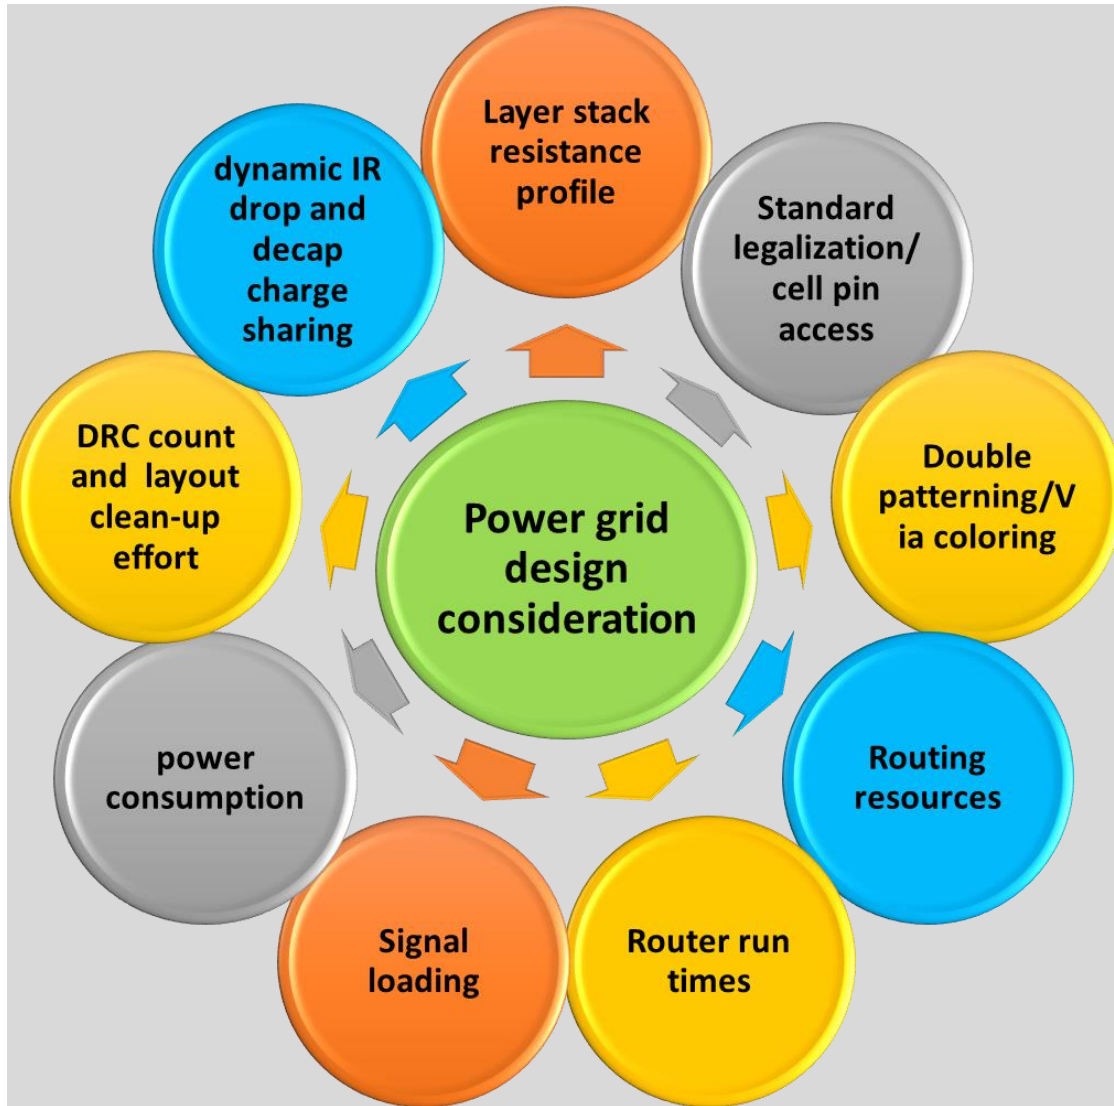 Layer stack
resistance
profile
Standard
legalization/
cell pin
access
Double
patterning/V
ia coloring
Routing
resources
Router run
times
Signal
loading
power
consumption
DRC count
and layout
clean-up
effort
dynamic IR
drop and
decap
charge
sharing
Power grid
design
consideration